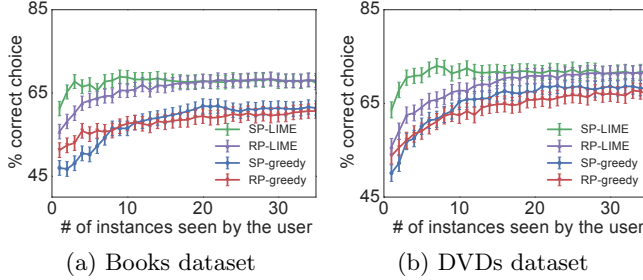 85
65
45
% correct choice
SP-LIME
RP-LIME
SP-greedy
RP-greedy
0 10 20 30
# of instances seen by the user
(a) Books dataset
85
65
45
% correct choice
SP-LIME
RP-LIME
SP-greedy
RP-greedy
0 10 20 30
# of instances seen by the user
(b) DVDs dataset